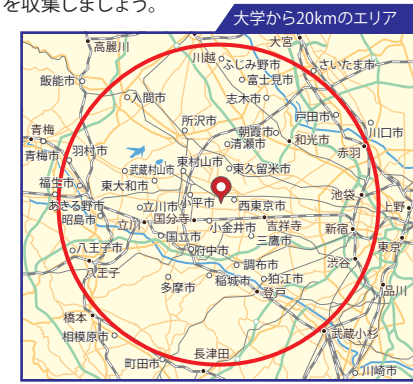 を収集しましょう。
大学から20kmのエリア
高麗川
大宮
川越
ふじみ野市
さいたま市
飯能市
富士見市
入間市
志木市
戸田市
所沢市
川口市
朝霞市
青梅
清瀬市
和光市
赤羽
青梅市
羽村市
東村山市
武蔵村山市
東久留米市
福生市
東大和市
池袋
小平市
あきる野市
立川市
西東京市
上野
昭島市
国分寺
立川
小金井市
吉祥寺
新宿
国立市
三鷹市
東京
八王子市
府中市
調布市
渋谷
八王子
稲城市
狛江市
多摩市
登戸
品川
橋本
武蔵小杉
相模原市
長津田
町田市
川崎市